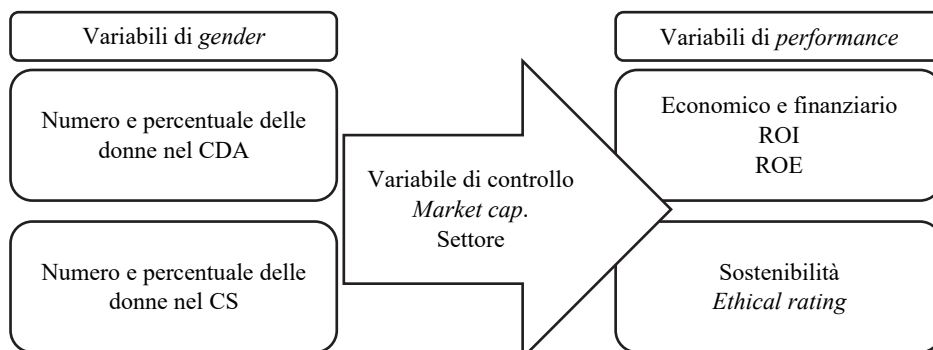 Variabili di gender
Numero e percentuale delle
donne nel CDA
Numero e percentuale delle
donne nel CS
Variabile di controllo
Market cap.
Settore
Variabili di performance
Economico e finanziario
ROI
ROE
Sostenibilità
Ethical rating